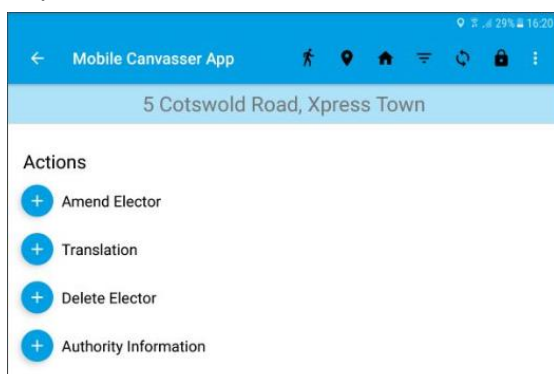 29% 16:20
Mobile Canvasser App
5 Cotswold Road, Xpress Town
Actions
Amend Elector
Translation
Delete Elector
Authority Information